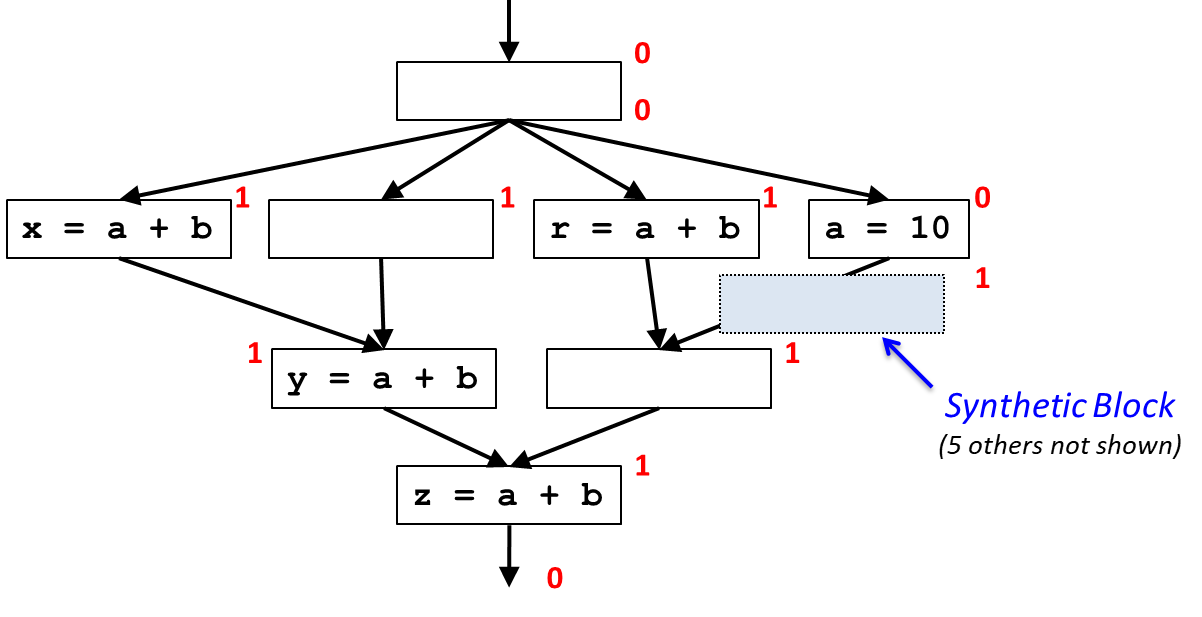 0
0
1
1
1
0
x = a + b
r = a + b
a = 10
1
1
1
y = a + b
Synthetic Block
(5 others not shown)
1
z = a + b
0